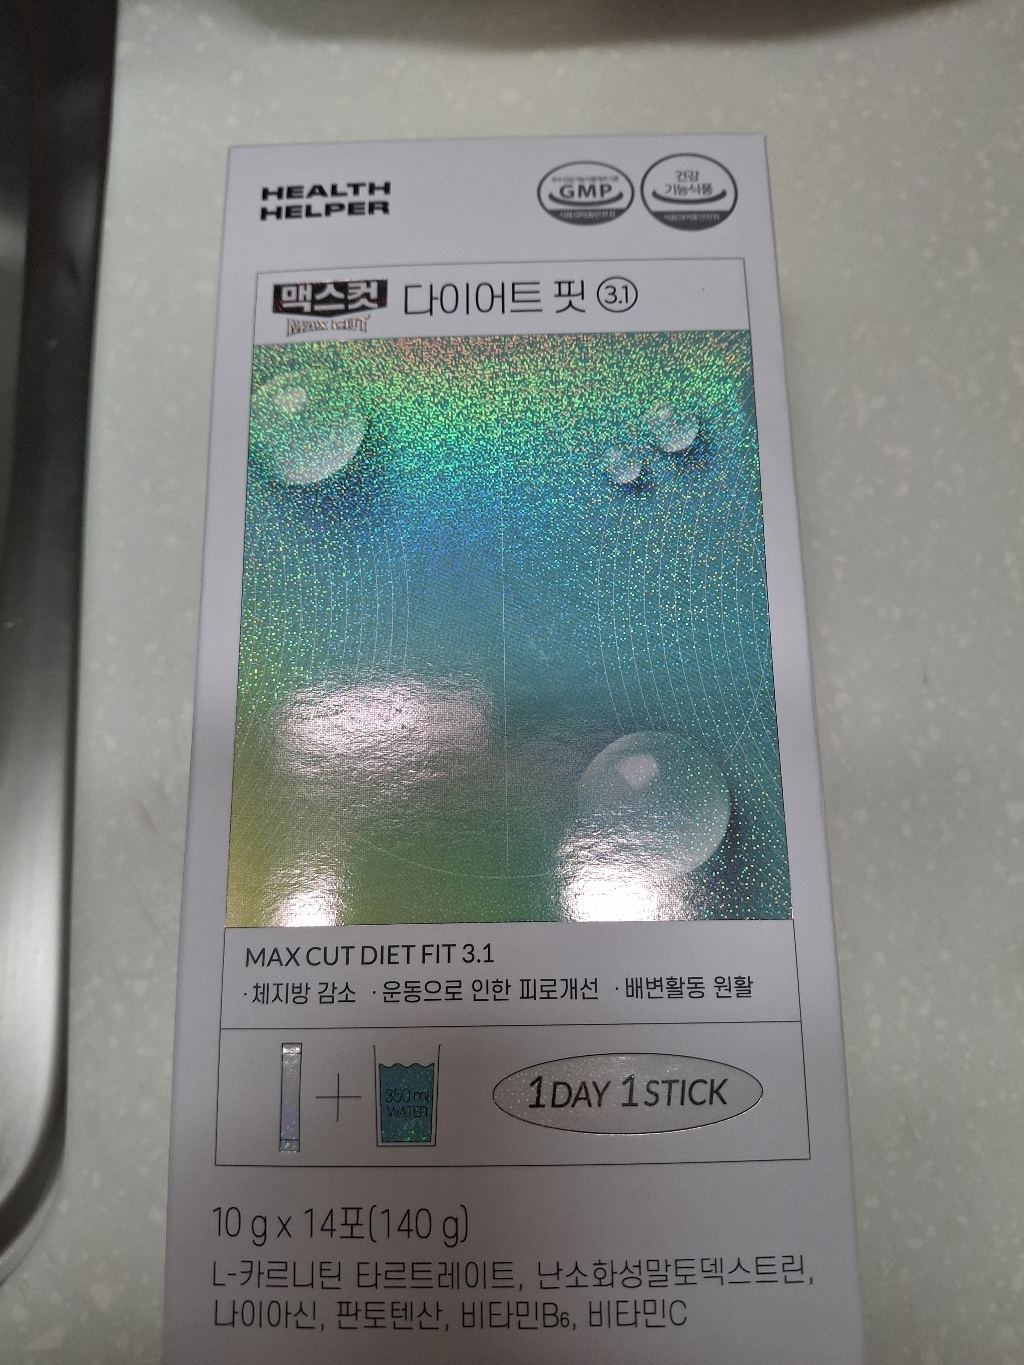 HEALTH
HELPER
GMP
건강
기능식품
맥스컷
MAX CUT
다이어트 핏 3.1
MAX CUT DIET FIT 3.1
·체지방 감소 ·운동으로 인한 피로개선 ·배변활동 원활
350ml
WATER
1DAY 1STICK
10 g x 14포(140 g)
L-카르니틴 타르트레이트, 난소화성말토덱스트린,
나이아신, 판토텐산, 비타민B₆, 비타민C